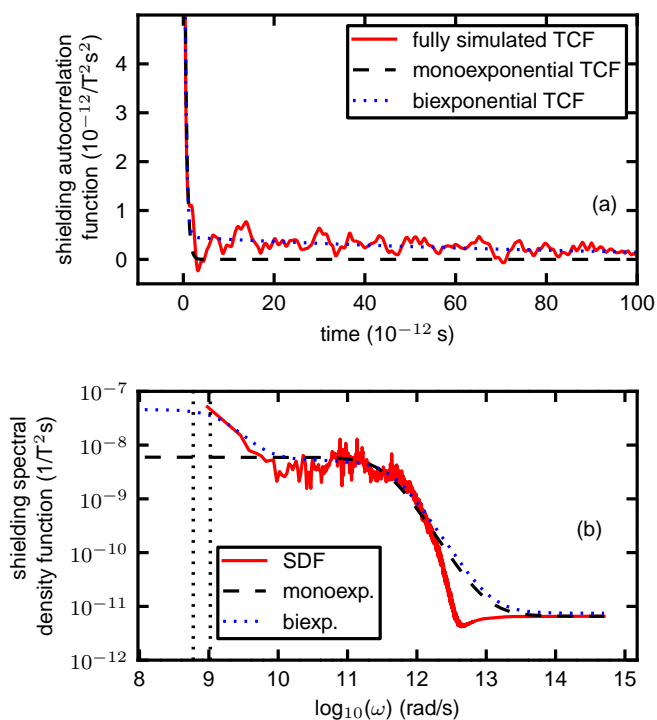 shielding autocorrelation
function (10⁻¹²/T²s²)
4
3
2
1
0
fully simulated TCF
monoexponential TCF
biexponential TCF
(a)
0 20 40 60 80 100
time (10⁻¹² s)
shielding spectral
density function (1/T²s)
10⁻⁷
10⁻⁸
10⁻⁹
10⁻¹⁰
10⁻¹¹
10⁻¹²
(b)
SDF
monoexp.
biexp.
8 9 10 11 12 13 14 15
log₁₀(ω) (rad/s)